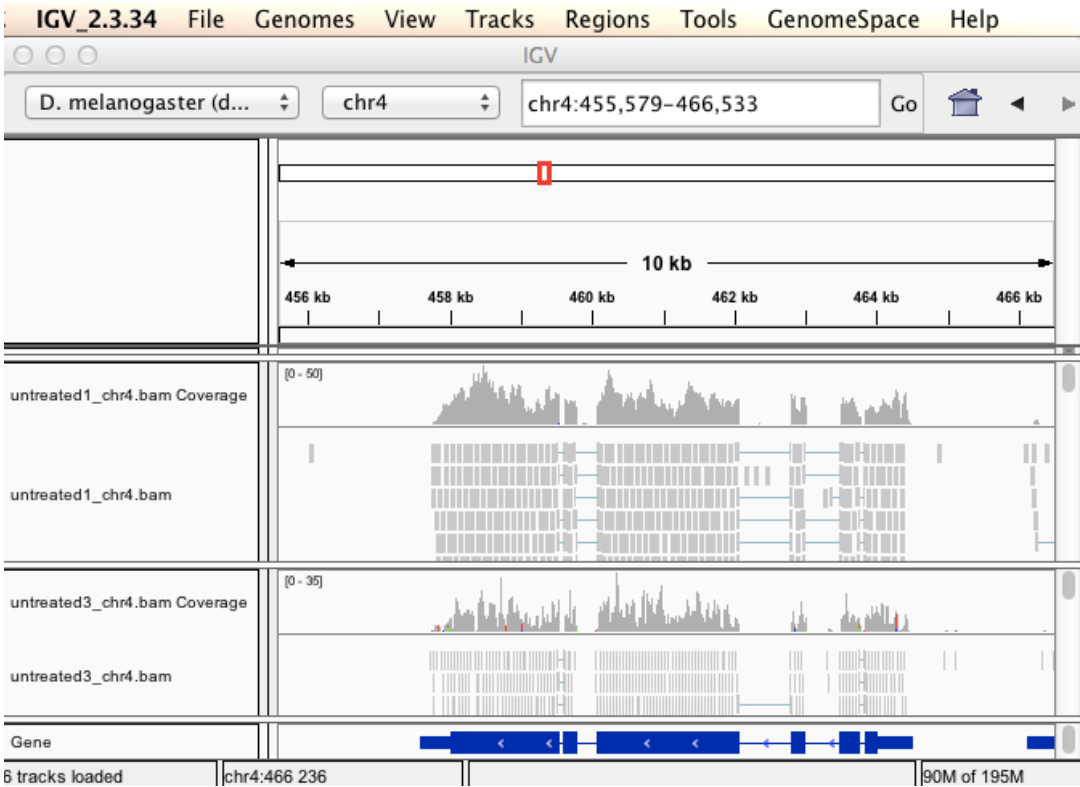 IGV_2.3.34 File Genomes View Tracks Regions Tools GenomeSpace Help
IGV
D. melanogaster (d... chr4 chr4:455,579-466,533 Go
10 kb
456 kb 458 kb 460 kb 462 kb 464 kb 466 kb
[0 - 50]
untreated1_chr4.bam Coverage
untreated1_chr4.bam
[0 - 35]
untreated3_chr4.bam Coverage
untreated3_chr4.bam
Gene
6 tracks loaded chr4:466 236 90M of 195M